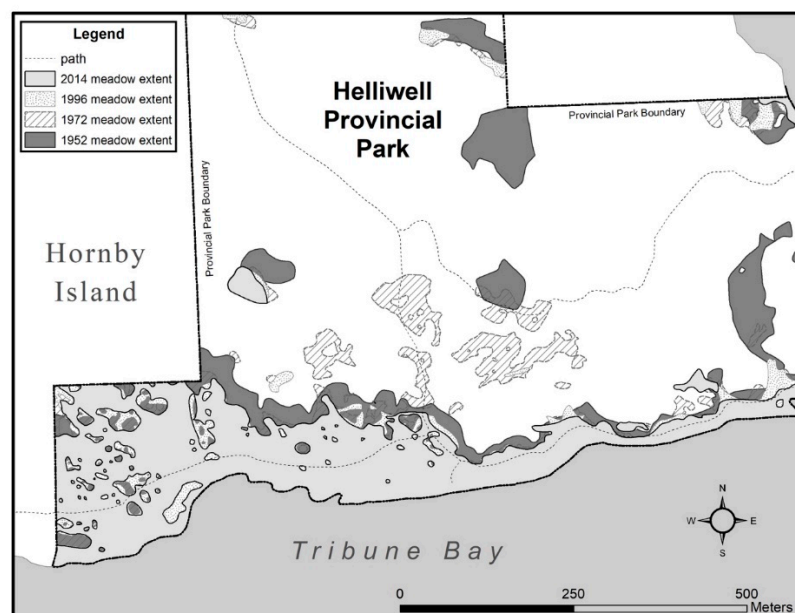 Legend
path
2014 meadow extent
1996 meadow extent
1972 meadow extent
1952 meadow extent
Helliwell
Provincial
Park
Provincial Park Boundary
Provincial Park Boundary
Hornby
Island
Tribune Bay
N
W E
S
0 250 500
Meters